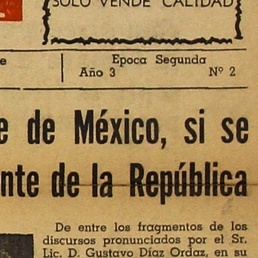 SOLO VENDE CALIDAD
e
Epoca Segunda
Año 3 Nº 2
e de México, si se
nte de la República
De entre los fragmentos de los
discursos pronunciados por el Sr.
Lic. D. Gustavo Díaz Ordaz, en su